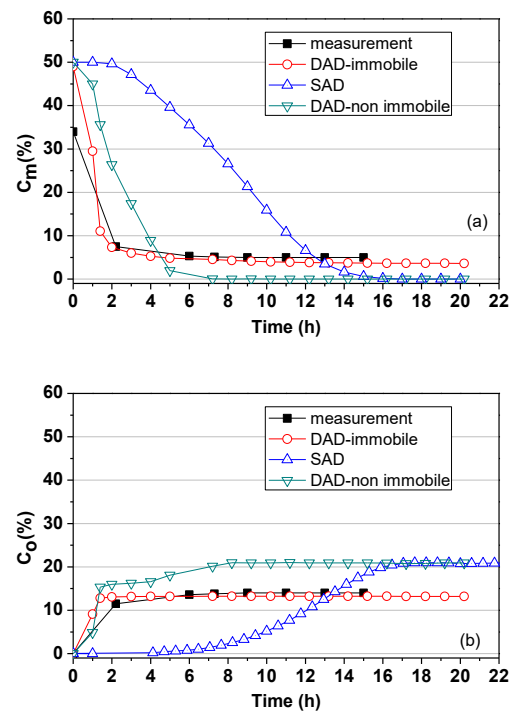 60
50
40
30
20
10
0
C_m(%)
measurement
DAD-immobile
SAD
DAD-non immobile
(a)
0 2 4 6 8 10 12 14 16 18 20 22
Time (h)
60
50
40
30
20
10
0
C_o(%)
measurement
DAD-immobile
SAD
DAD-non immobile
(b)
0 2 4 6 8 10 12 14 16 18 20 22
Time (h)